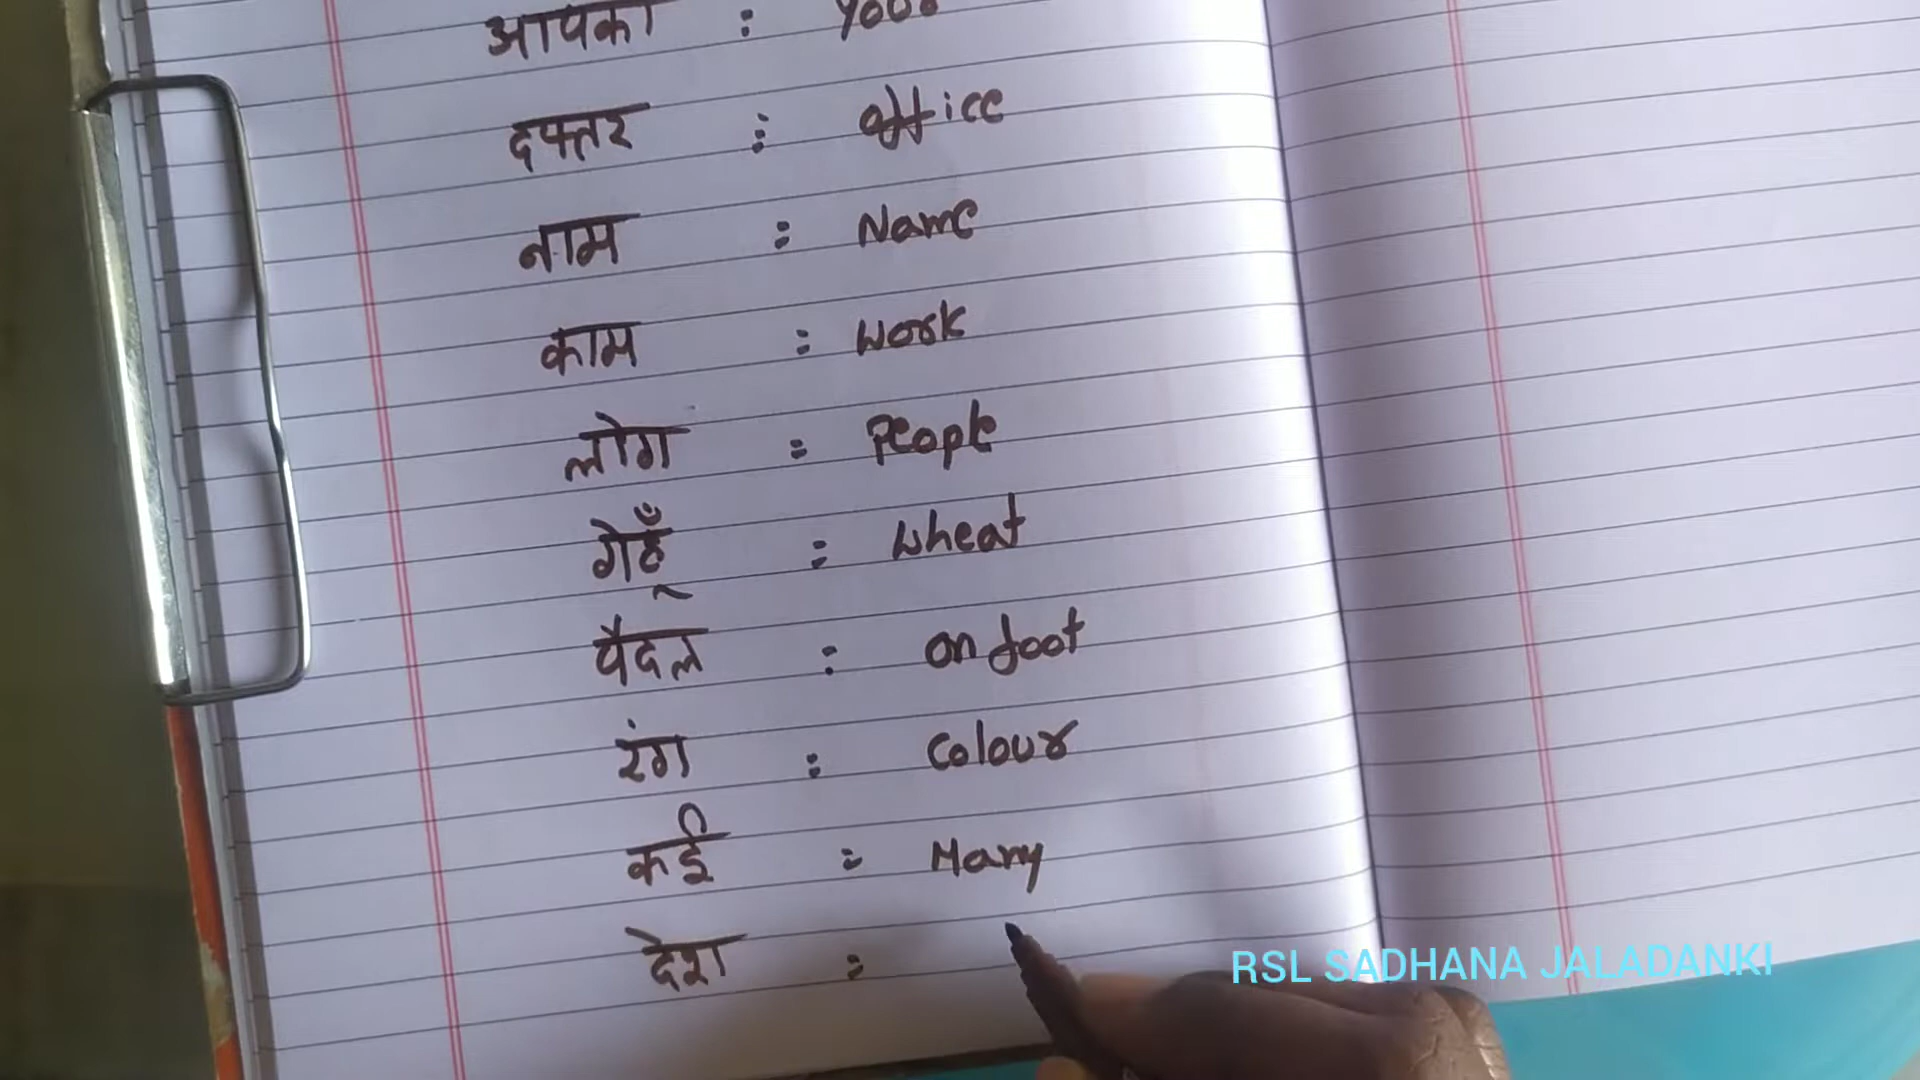 आपका : Your
दफ्तर : office
नाम : Name
काम : Work
लोग : People
गेहूँ : Wheat
पैदल : on foot
रंग : Colour
कई : Many
देश :
RSL SADHANA JALADANKI